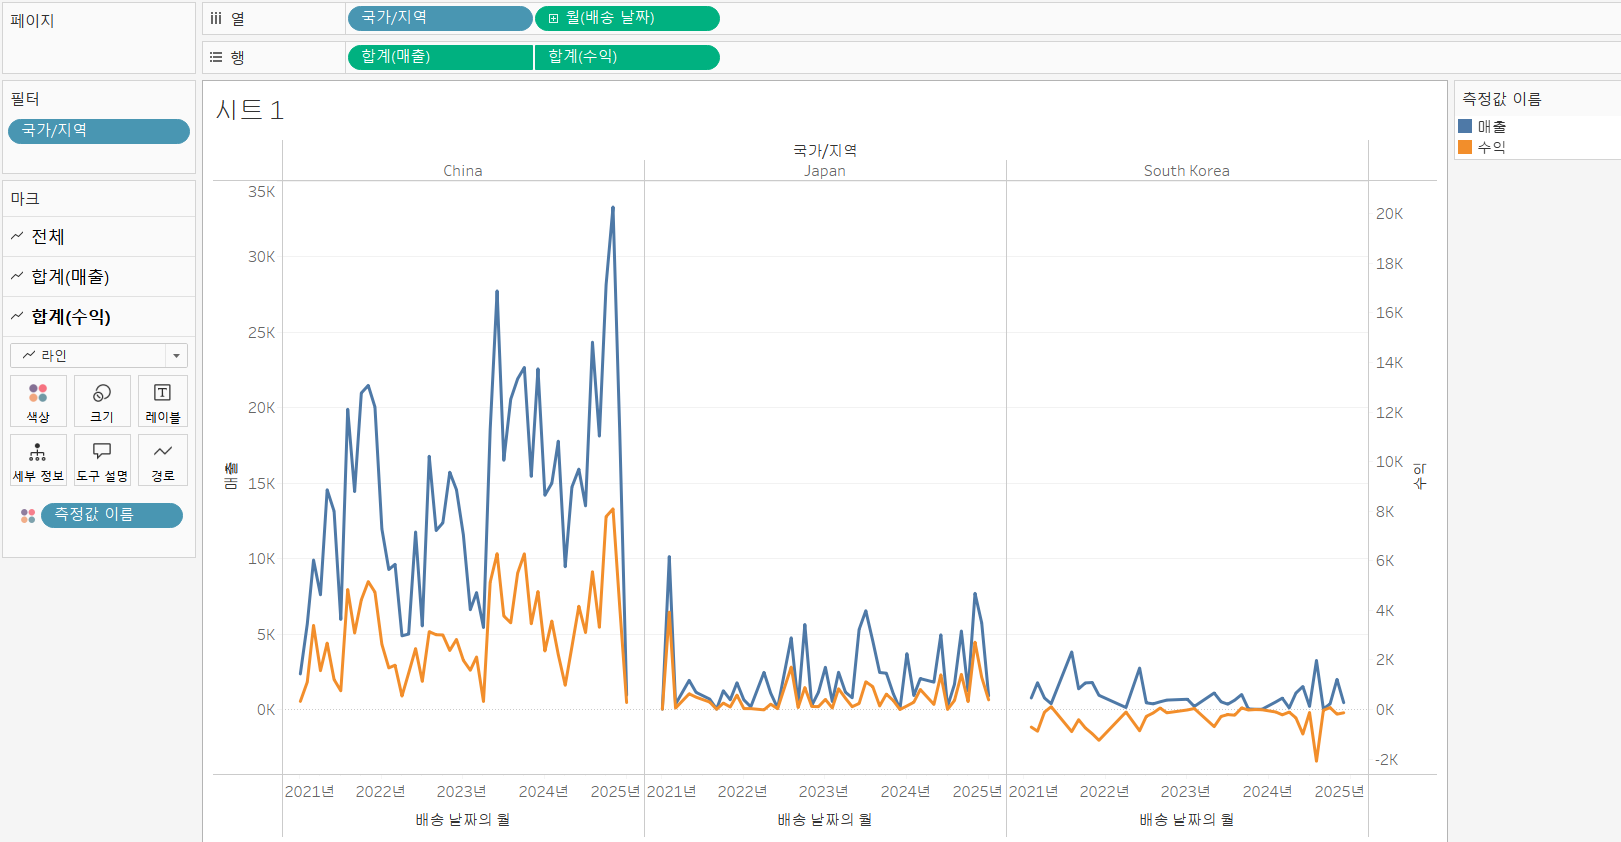 페이지
열
국가/지역
월(배송 날짜)
행
합계(매출)
합계(수익)
필터
국가/지역
마크
전체
합계(매출)
합계(수익)
라인
색상
크기
레이블
세부 정보
도구 설명
경로
측정값 이름
시트 1
국가/지역
China
Japan
South Korea
35K
30K
25K
20K
15K
10K
5K
0K
매출
20K
18K
16K
14K
12K
10K
8K
6K
4K
2K
0K
-2K
수익
2021년
2022년
2023년
2024년
2025년
2021년
2022년
2023년
2024년
2025년
2021년
2022년
2023년
2024년
2025년
배송 날짜의 월
배송 날짜의 월
배송 날짜의 월
측정값 이름
매출
수익